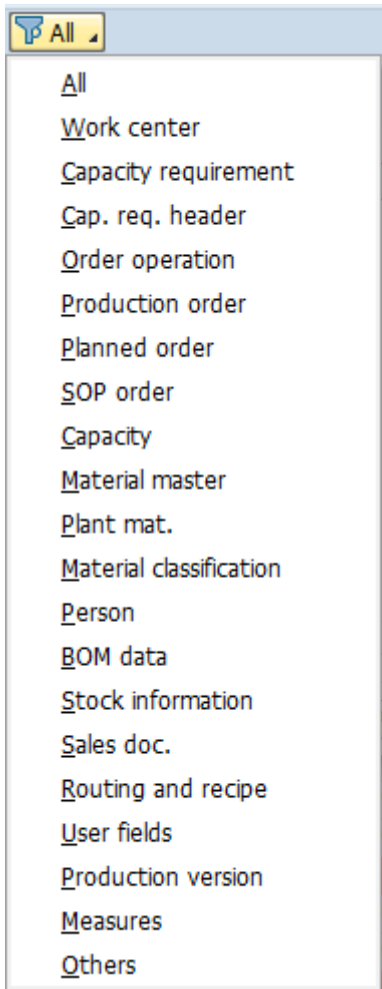 All
All
Work center
Capacity requirement
Cap. req. header
Order operation
Production order
Planned order
SOP order
Capacity
Material master
Plant mat.
Material classification
Person
BOM data
Stock information
Sales doc.
Routing and recipe
User fields
Production version
Measures
Others